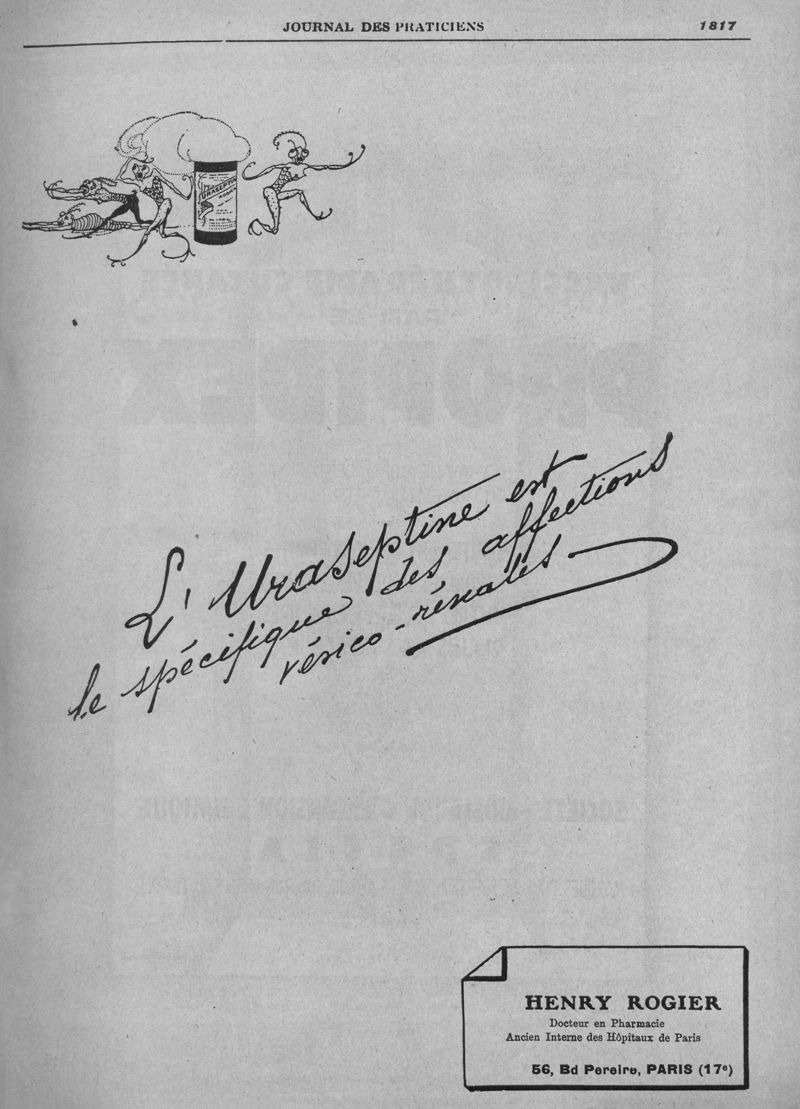 JOURNAL DES PRATICIENS 1817
URASEPTINE
L'Uraseptine est
le spécifique des affections
vésico-rénales
HENRY ROGIER
Docteur en Pharmacie
Ancien Interne des Hôpitaux de Paris
56, Bd Pereire, PARIS (17e)